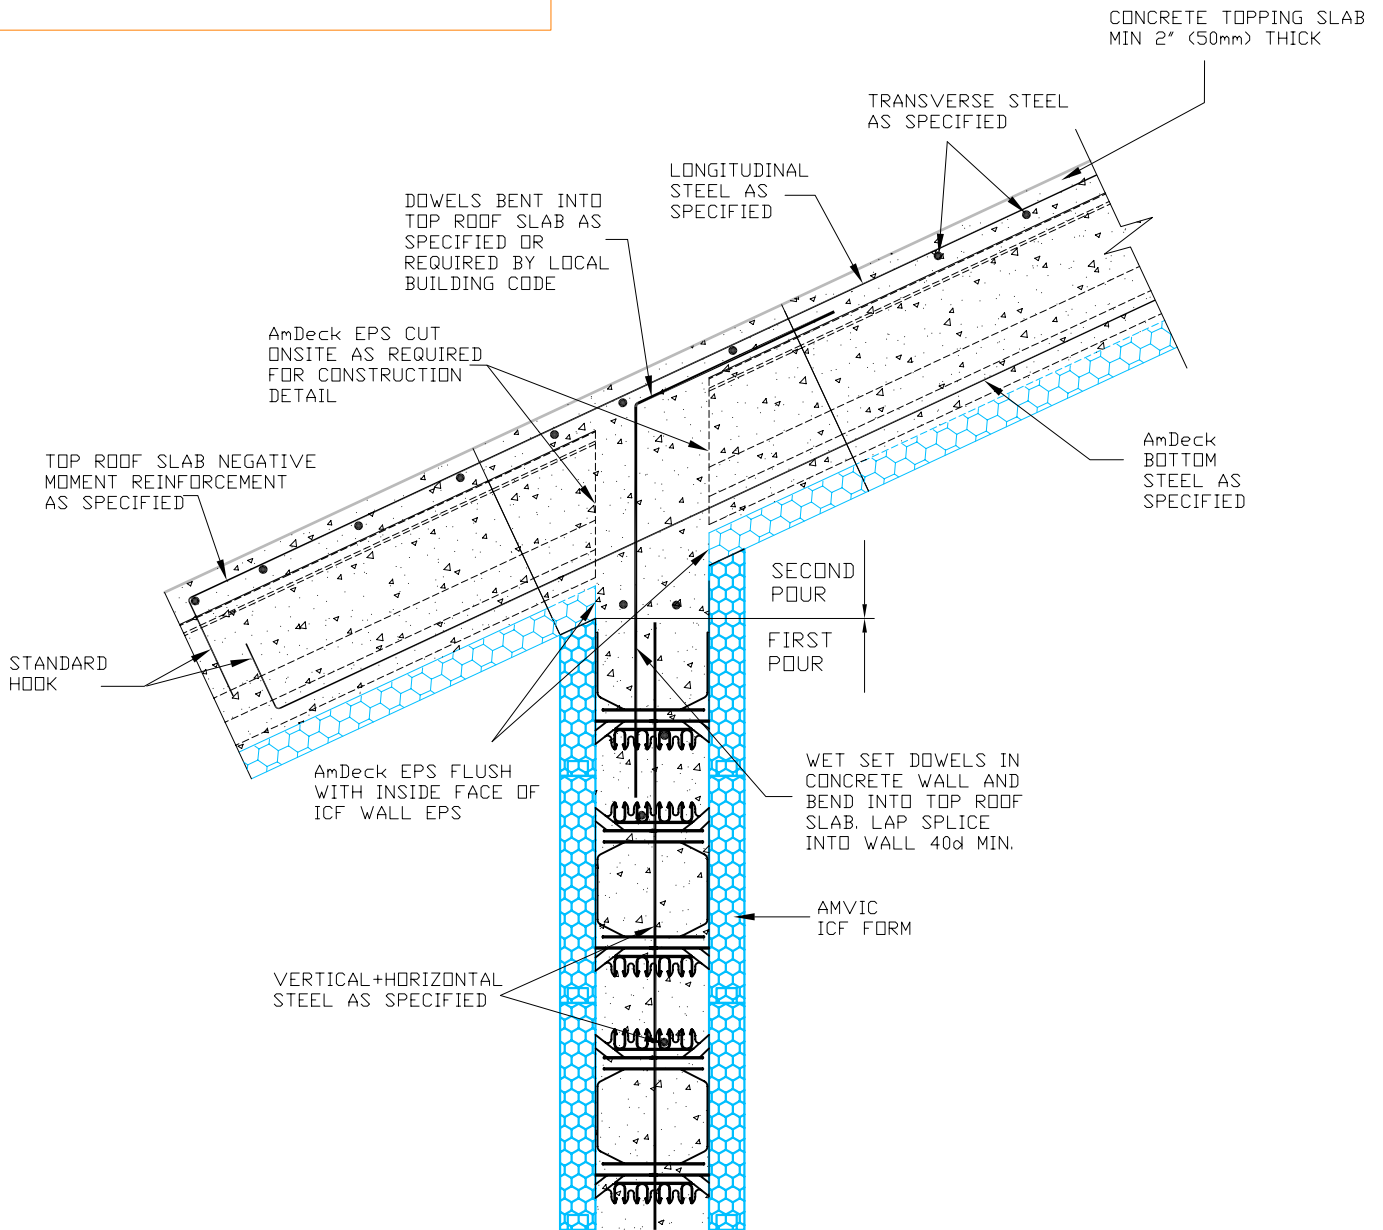 CONCRETE TOPPING SLAB
MIN 2" (50mm) THICK
TRANSVERSE STEEL
AS SPECIFIED
LONGITUDINAL
STEEL AS
SPECIFIED
DOWELS BENT INTO
TOP ROOF SLAB AS
SPECIFIED OR
REQUIRED BY LOCAL
BUILDING CODE
AmDeck EPS CUT
ONSITE AS REQUIRED
FOR CONSTRUCTION
DETAIL
TOP ROOF SLAB NEGATIVE
MOMENT REINFORCEMENT
AS SPECIFIED
AmDeck
BOTTOM
STEEL AS
SPECIFIED
SECOND
POUR
FIRST
POUR
STANDARD
HOOK
AmDeck EPS FLUSH
WITH INSIDE FACE OF
ICF WALL EPS
WET SET DOWELS IN
CONCRETE WALL AND
BEND INTO TOP ROOF
SLAB. LAP SPLICE
INTO WALL 40d MIN.
AMVIC
ICF FORM
VERTICAL+HORIZONTAL
STEEL AS SPECIFIED